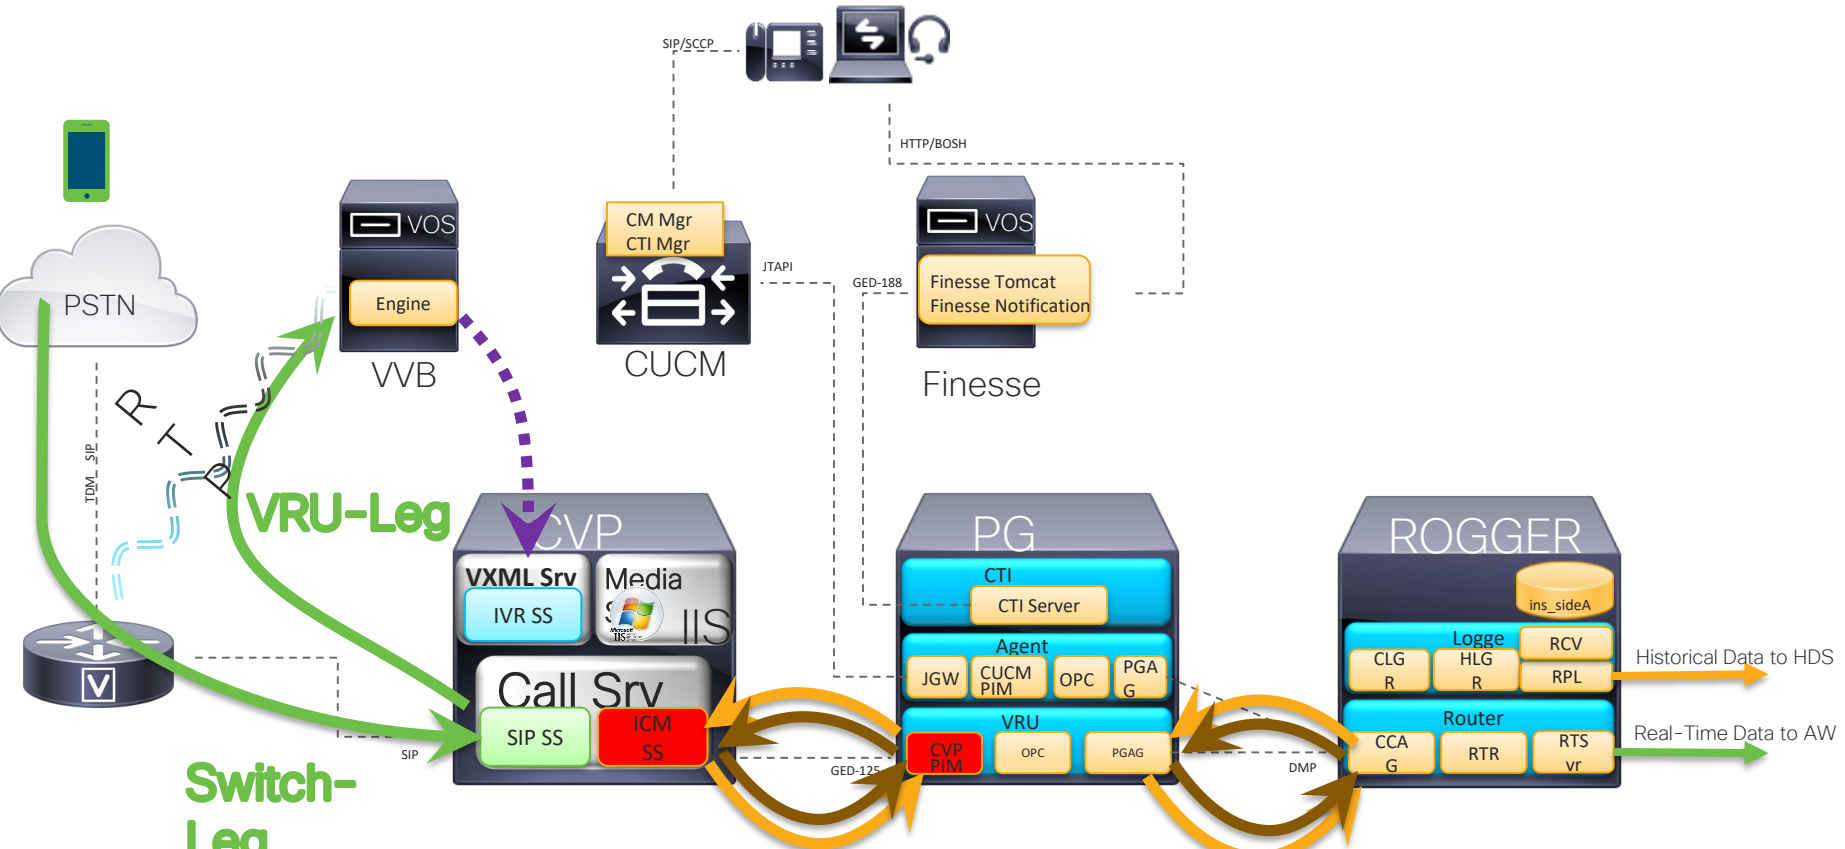 SIP/SCCP
HTTP/BOSH
VOS
CM Mgr
CTI Mgr
VOS
JTAPI
GED-188
Finesse Tomcat
Finesse Notification
Engine
PSTN
VVB
CUCM
Finesse
R
T
P
TDM SIP
VRU-Leg
CVP
PG
ROGGER
VXML Srv
Media
S
IVR SS
Microsoft
IIS
IIS
CTI
CTI Server
ins_sideA
Agent
JGW
CUCM
PIM
OPC
PGA
G
Logge
CLG
R
HLG
R
RCV
RPL
Historical Data to HDS
V
Call Srv
SIP SS
ICM
SS
VRU
CVP
PIM
OPC
PGAG
Router
CCA
G
RTR
RTS
vr
Real-Time Data to AW
SIP
GED-125
DMP
Switch-
Leg